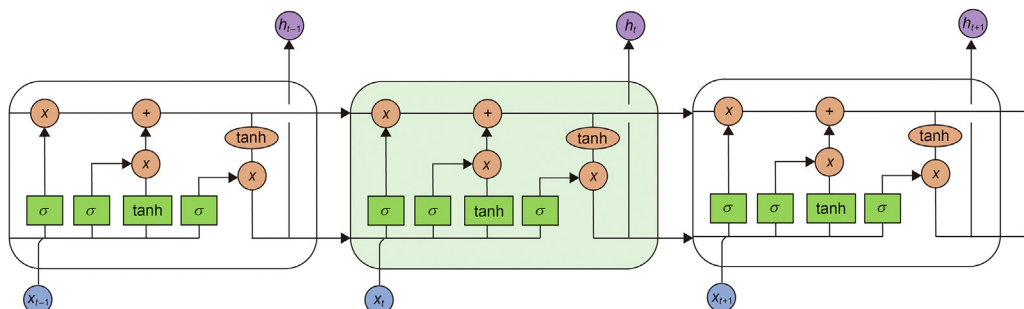 h_{t-1} h_t h_{t+1}
x + x + x +
tanh tanh tanh
x x x x x x
σ σ tanh σ σ σ tanh σ σ σ tanh σ
x_{t-1} x_t x_{t+1}